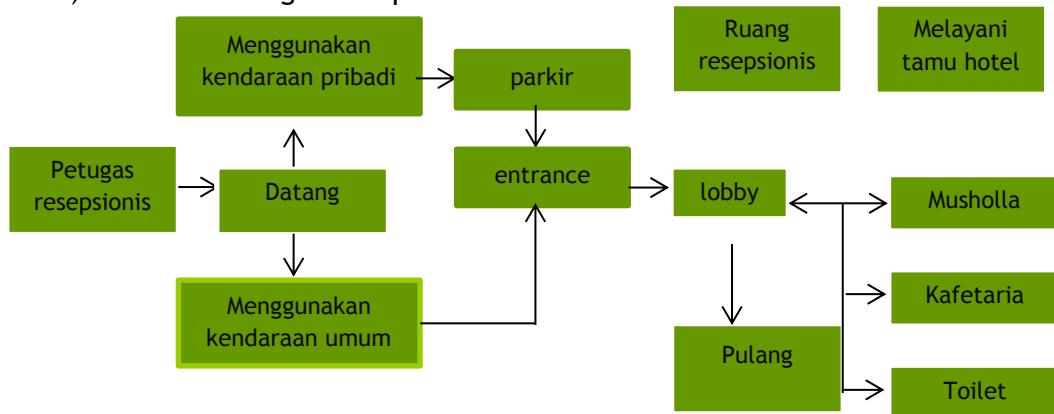 Menggunakan
kendaraan pribadi
parkir
Ruang
resepsionis
Melayani
tamu hotel
Petugas
resepsionis
Datang
entrance
lobby
Musholla
Menggunakan
kendaraan umum
Pulang
Kafetaria
Toilet